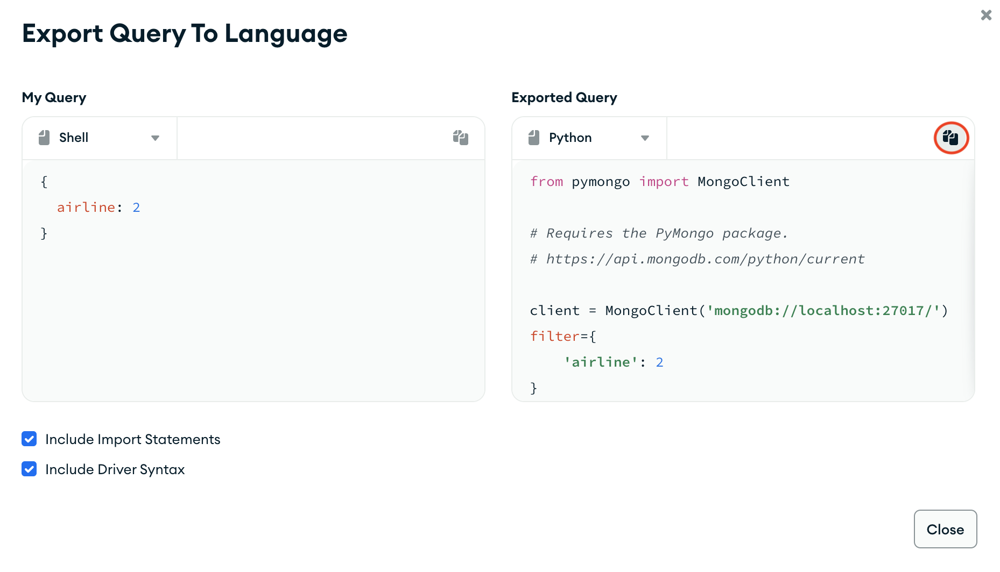 Export Query To Language
My Query
Shell
{
  airline: 2
}
Exported Query
Python
from pymongo import MongoClient
# Requires the PyMongo package.
# https://api.mongodb.com/python/current
client = MongoClient('mongodb://localhost:27017/')
filter={
    'airline': 2
}
Include Import Statements
Include Driver Syntax
Close